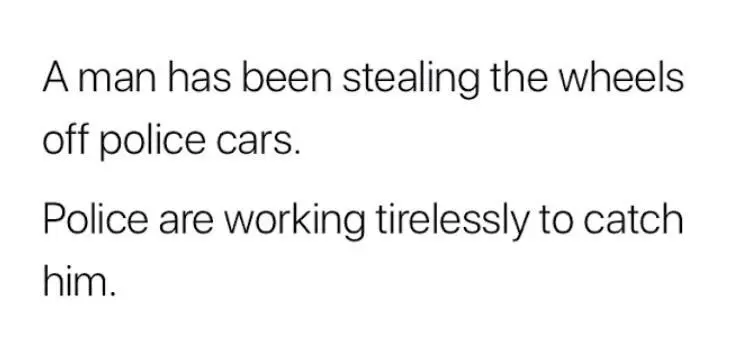 A man has been stealing the wheels
off police cars.
Police are working tirelessly to catch
him.